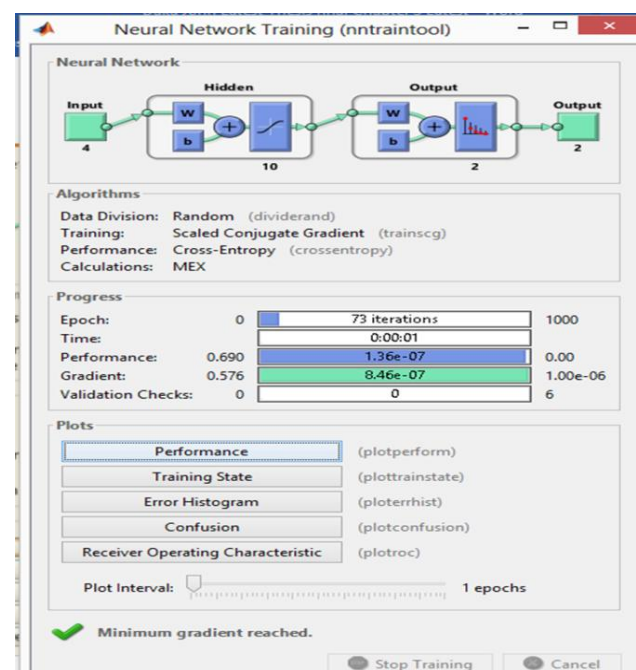 Neural Network Training (nntraintool)
Neural Network
Hidden
Output
Input
W
b
+
W
b
+
Output
4
10
2
2
Algorithms
Data Division: Random (dividerand)
Training: Scaled Conjugate Gradient (trainscg)
Performance: Cross-Entropy (crossentropy)
Calculations: MEX
Progress
Epoch: 0 73 iterations 1000
Time: 0:00:01
Performance: 0.690 1.36e-07 0.00
Gradient: 0.576 8.46e-07 1.00e-06
Validation Checks: 0 0 6
Plots
Performance (plotperform)
Training State (plottrainstate)
Error Histogram (ploterrhist)
Confusion (plotconfusion)
Receiver Operating Characteristic (plotroc)
Plot Interval: 1 epochs
Minimum gradient reached.
Stop Training Cancel